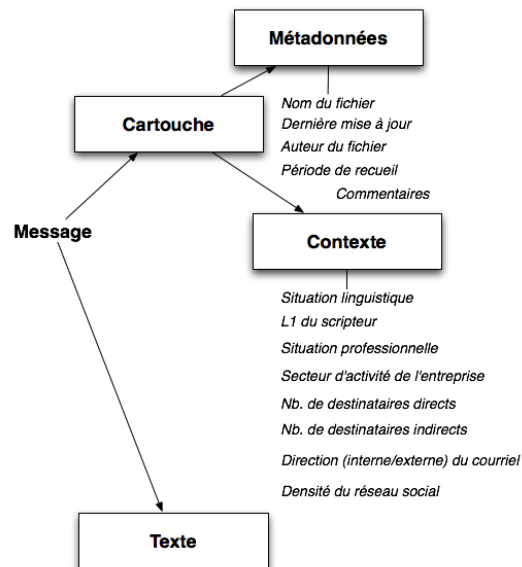 Métadonnées
Nom du fichier
Cartouche
Dernière mise à jour
Auteur du fichier
Période de recueil
Commentaires
Message
Contexte
Situation linguistique
L1 du scripteur
Situation professionnelle
Secteur d'activité de l'entreprise
Nb. de destinataires directs
Nb. de destinataires indirects
Direction (interne/externe) du courriel
Densité du réseau social
Texte